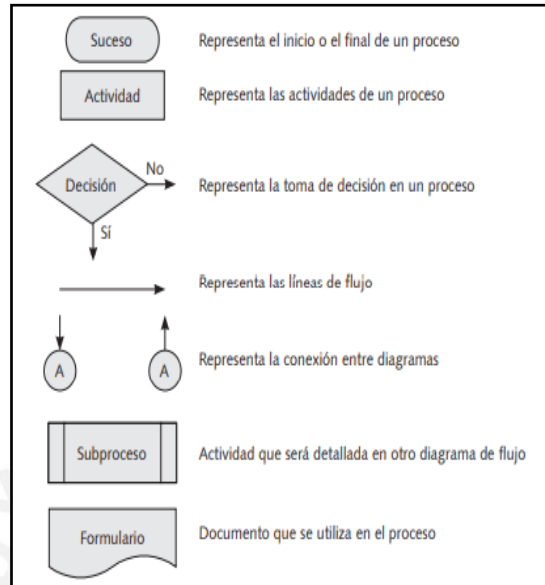 Suceso Representa el inicio o el final de un proceso
Actividad Representa las actividades de un proceso
No
Decisión Representa la toma de decisión en un proceso
Sí
Representa las líneas de flujo
A A Representa la conexión entre diagramas
Subproceso Actividad que será detallada en otro diagrama de flujo
Formulario Documento que se utiliza en el proceso